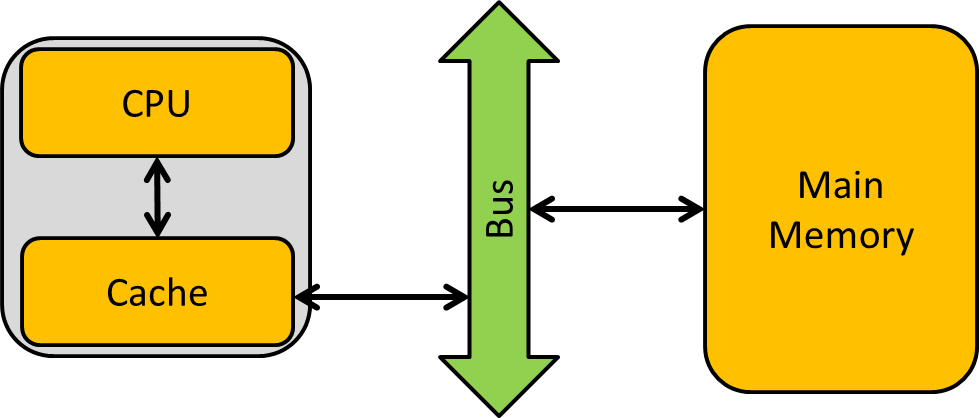 CPU
Cache
Bus
Main
Memory